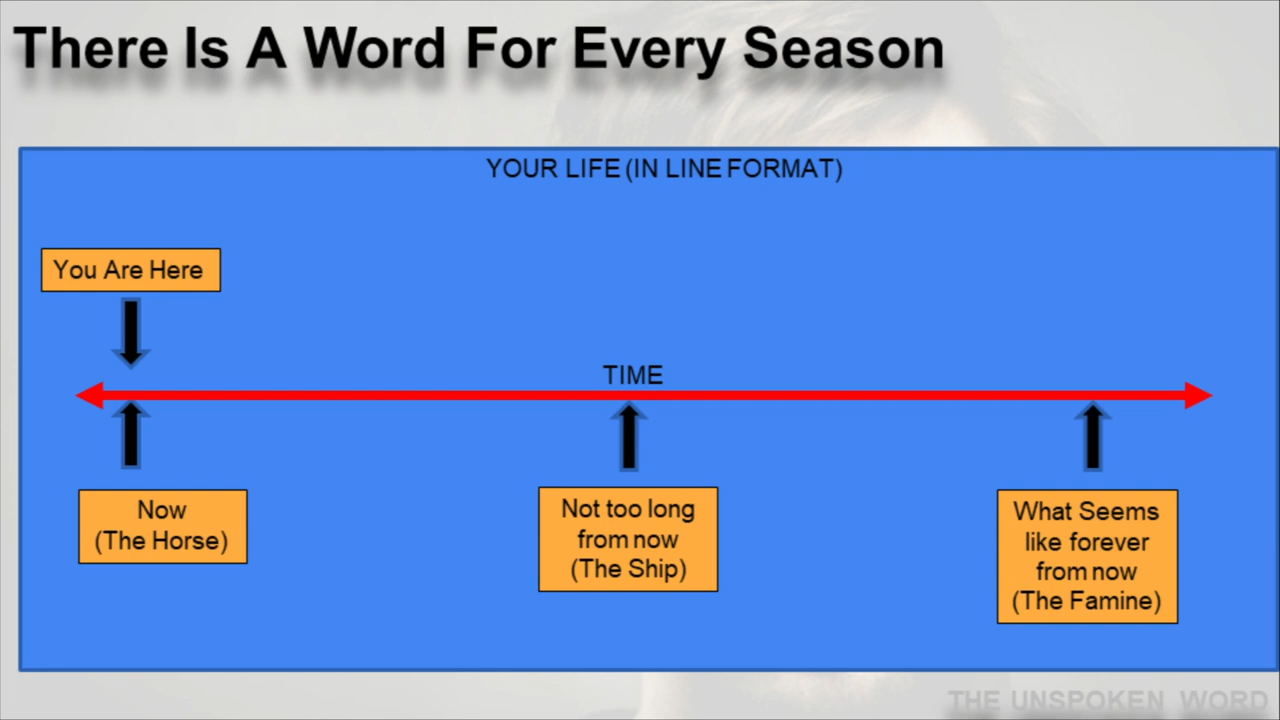 There Is A Word For Every Season
YOUR LIFE (IN LINE FORMAT)
You Are Here
TIME
Now
(The Horse)
Not too long
from now
(The Ship)
What Seems
like forever
from now
(The Famine)
THE UNSPOKEN WORD